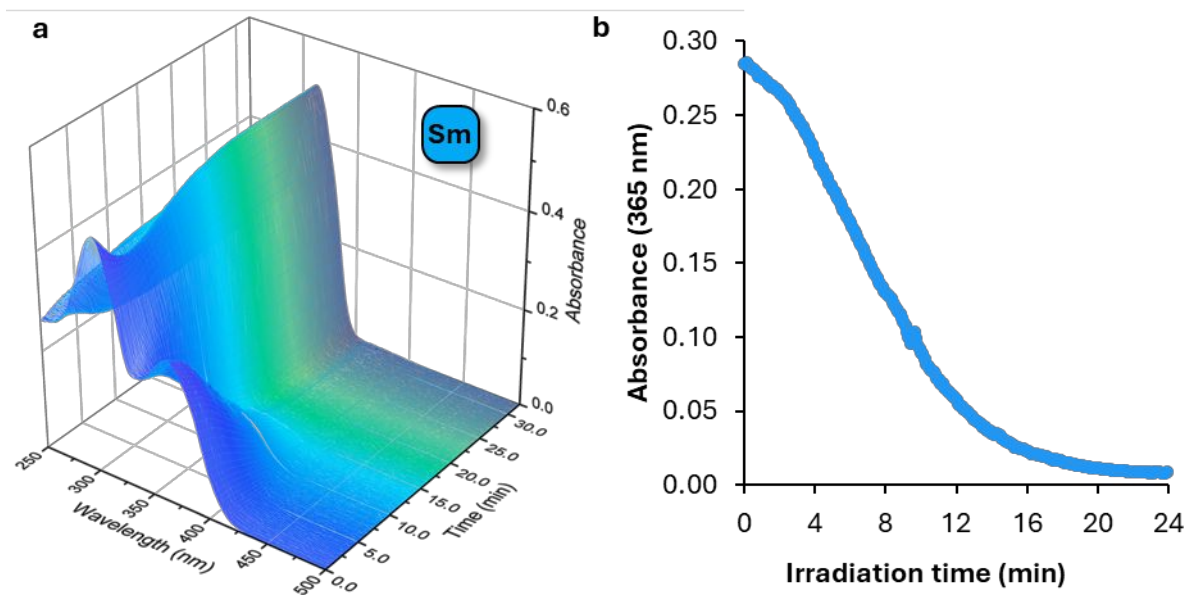 a
Sm
0.6
0.4
0.2
0.0
Absorbance
250
300
350
400
450
500
Wavelength (nm)
0.0
5.0
10.0
15.0
20.0
25.0
30.0
Time (min)
b
0.30
0.25
0.20
0.15
0.10
0.05
0.00
Absorbance (365 nm)
0 4 8 12 16 20 24
Irradiation time (min)